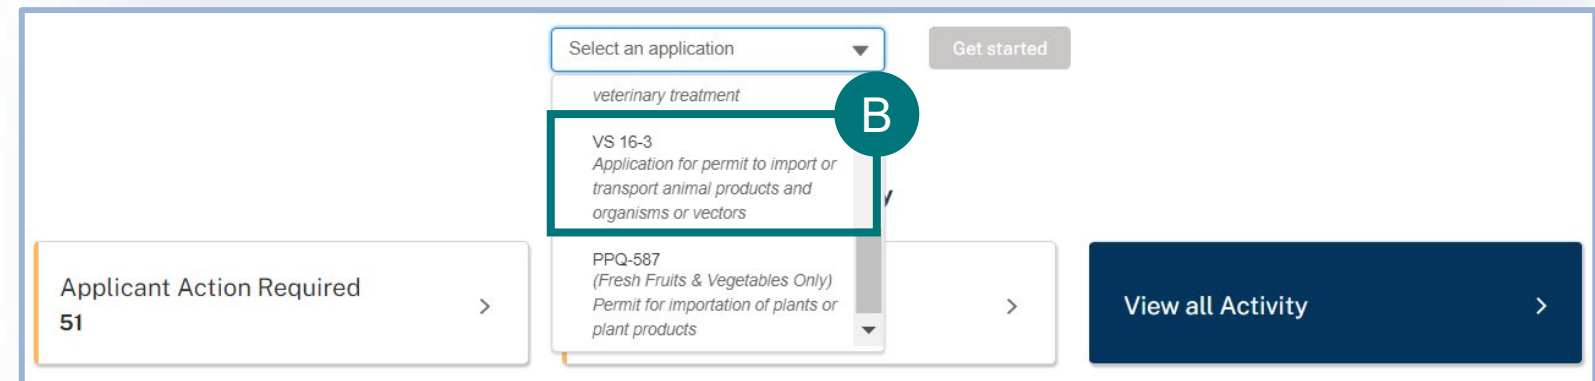 Select an application
Get started
veterinary treatment
B
VS 16-3
Application for permit to import or
transport animal products and
organisms or vectors
y
PPQ-587
(Fresh Fruits & Vegetables Only)
Permit for importation of plants or
plant products
Applicant Action Required
51
View all Activity